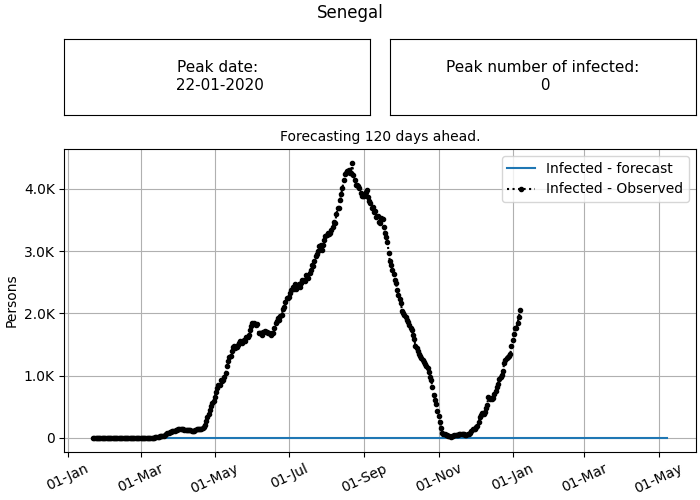 Senegal
Peak date:
22-01-2020
Peak number of infected:
0
Forecasting 120 days ahead.
Infected - forecast
Infected - Observed
4.0K
3.0K
2.0K
1.0K
0
Persons
01-Jan
01-Mar
01-May
01-Jul
01-Sep
01-Nov
01-Jan
01-Mar
01-May